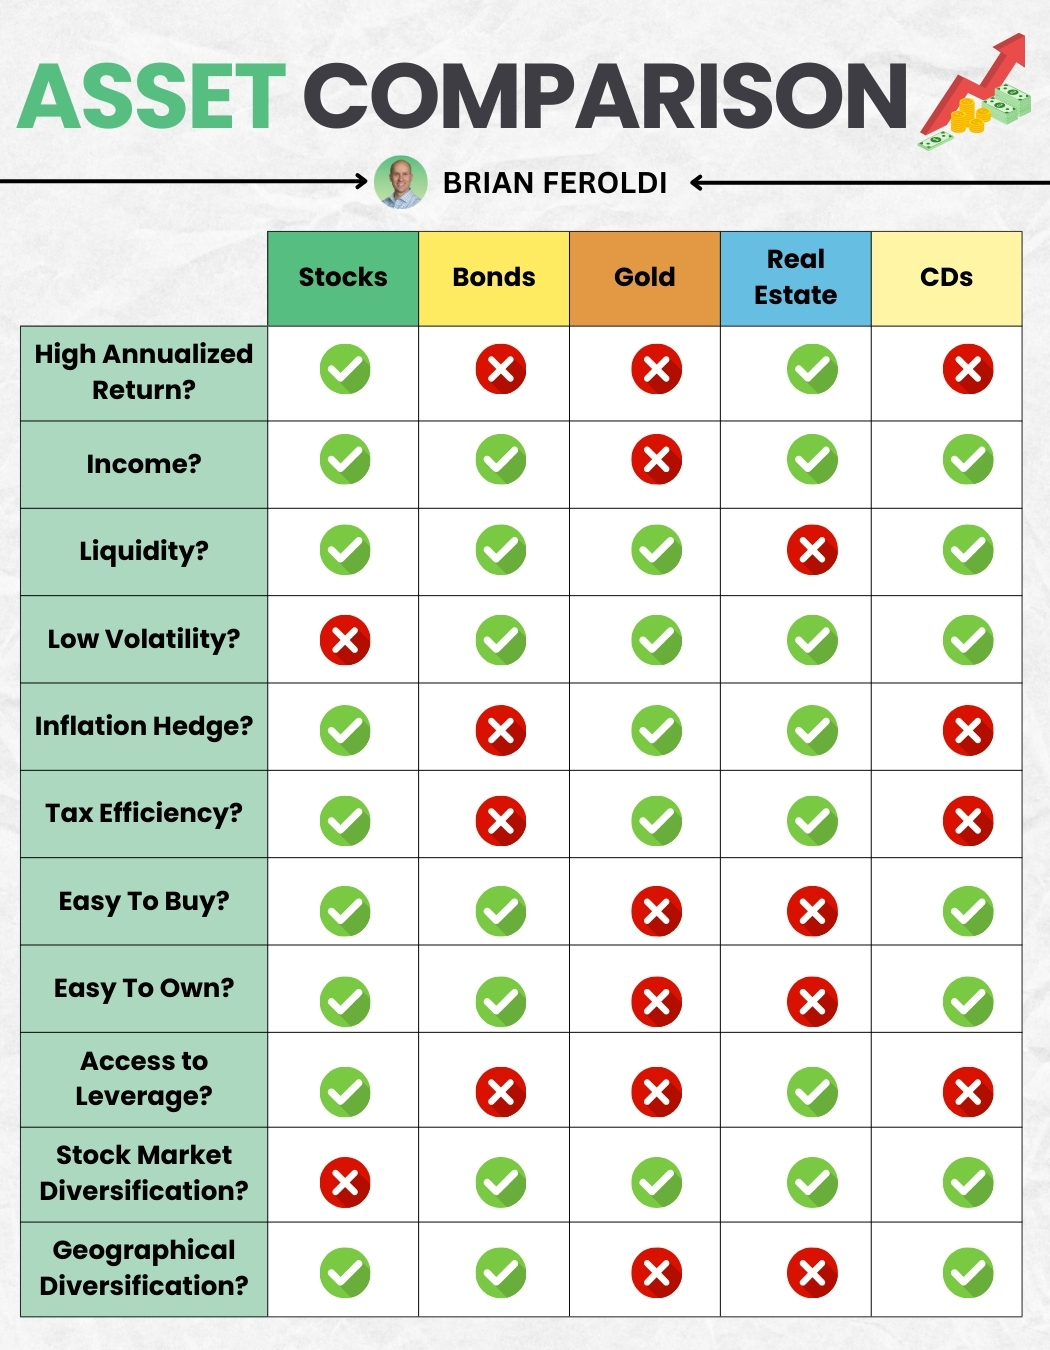 ASSET COMPARISON
BRIAN FEROLDI
Stocks
Bonds
Gold
Real
Estate
CDs
High Annualized
Return?
Income?
Liquidity?
Low Volatility?
Inflation Hedge?
Tax Efficiency?
Easy To Buy?
Easy To Own?
Access to
Leverage?
Stock Market
Diversification?
Geographical
Diversification?